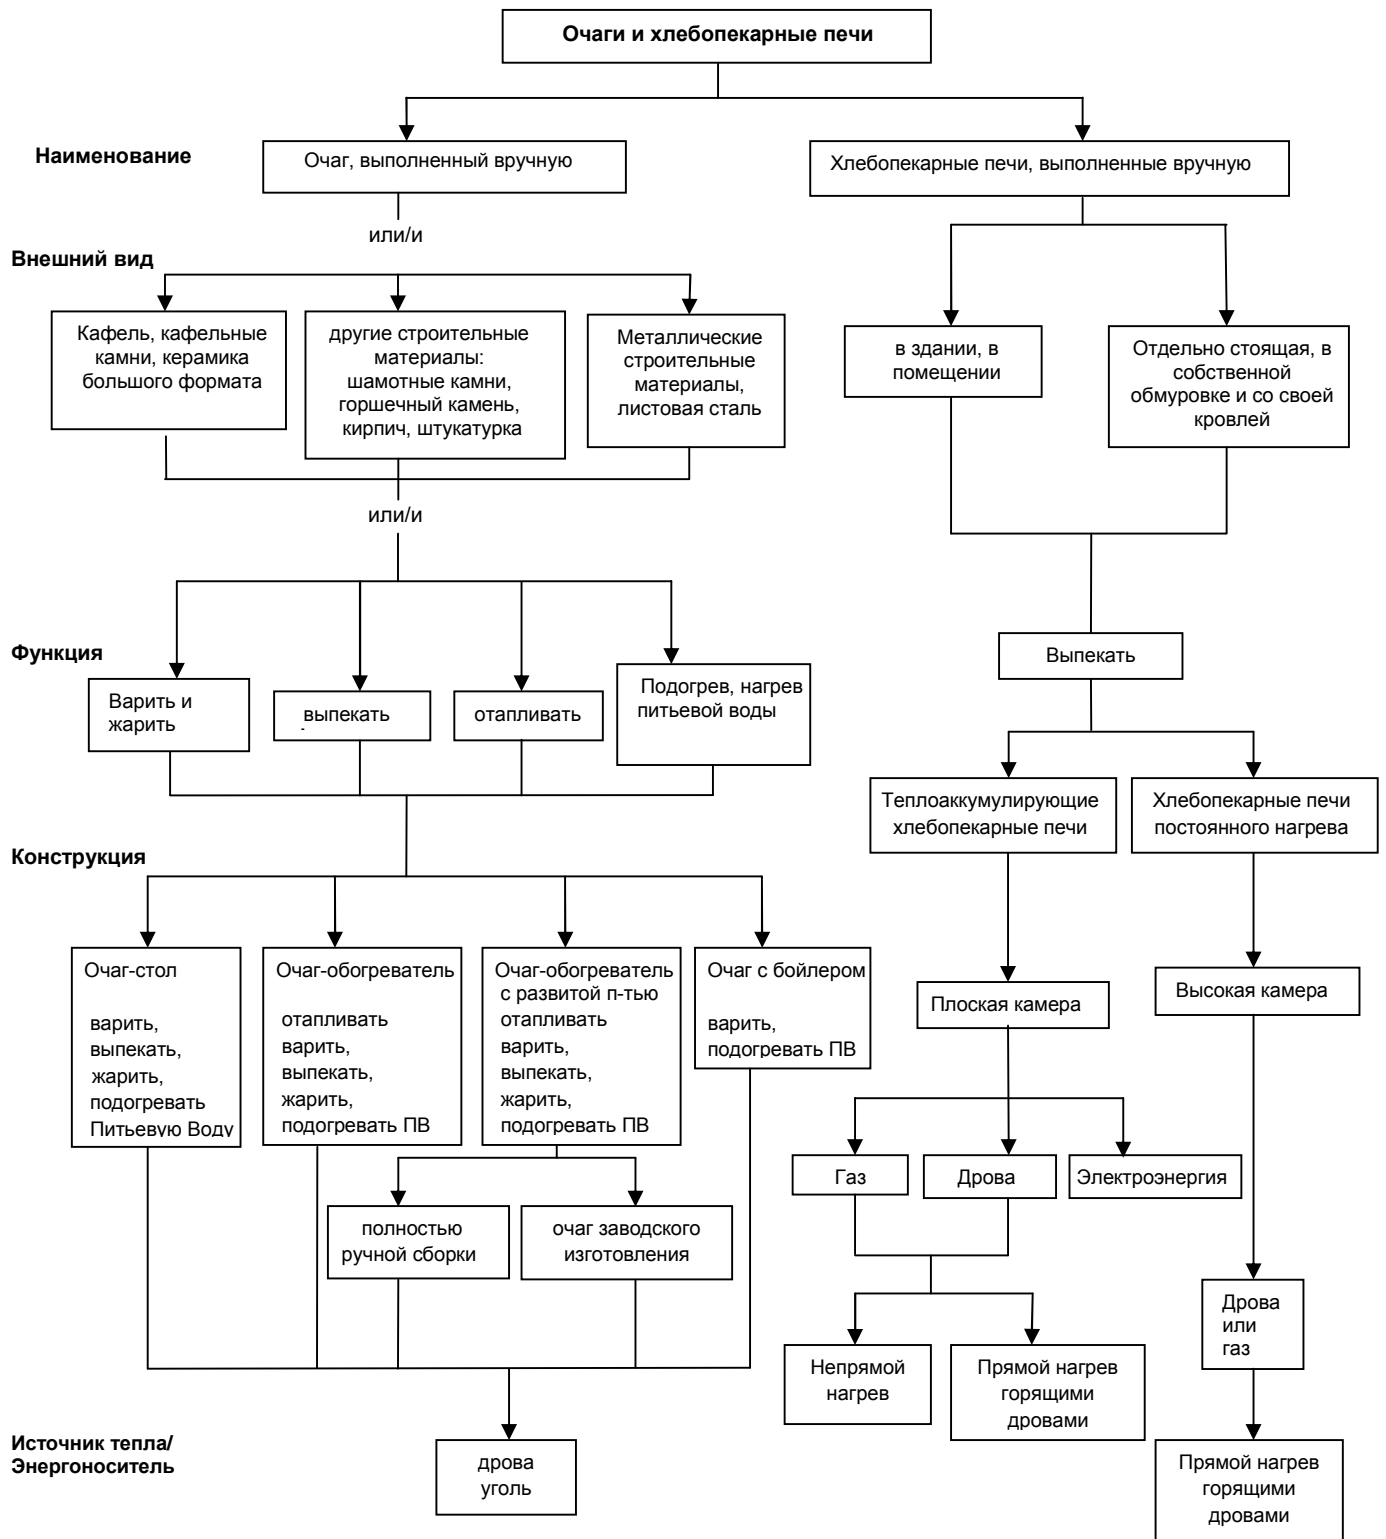 Очаги и хлебопекарные печи
Наименование
Очаг, выполненный вручную
Хлебопекарные печи, выполненные вручную
или/и
Внешний вид
Кафель, кафельные
камни, керамика
большого формата
другие строительные
материалы:
шамотные камни,
горшечный камень,
кирпич, штукатурка
Металлические
строительные
материалы,
листовая сталь
в здании, в
помещении
Отдельно стоящая, в
собственной
обмуровке и со своей
кровлей
или/и
Функция
Варить и
жарить
выпекать
отапливать
Подогрев, нагрев
питьевой воды
Выпекать
Теплоаккумулирующие
хлебопекарные печи
Хлебопекарные печи
постоянного нагрева
Конструкция
Очаг-стол
варить,
выпекать,
жарить,
подогревать
Питьевую Воду
Очаг-обогреватель
отапливать
варить,
выпекать,
жарить,
подогревать ПВ
Очаг-обогреватель
с развитой п-тью
отапливать
варить,
выпекать,
жарить,
подогревать ПВ
Очаг с бойлером
варить,
подогревать ПВ
Плоская камера
Высокая камера
Газ
Дрова
Электроэнергия
полностью
ручной сборки
очаг заводского
изготовления
Дрова
или
газ
Непрямой
нагрев
Прямой нагрев
горящими
дровами
Источник тепла/
Энергоноситель
дрова
уголь
Прямой нагрев
горящими
дровами